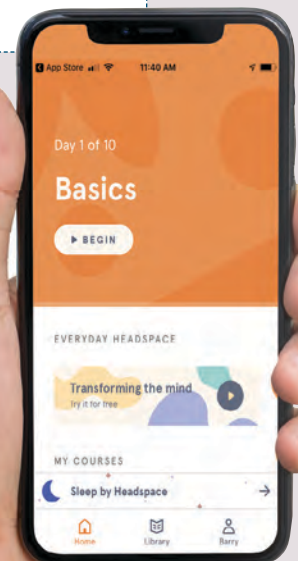 App Store 11:40 AM
Day 1 of 10
Basics
BEGIN
EVERYDAY HEADSPACE
Transforming the mind
Try it for free
MY COURSES
Sleep by Headspace
Home Library Barry